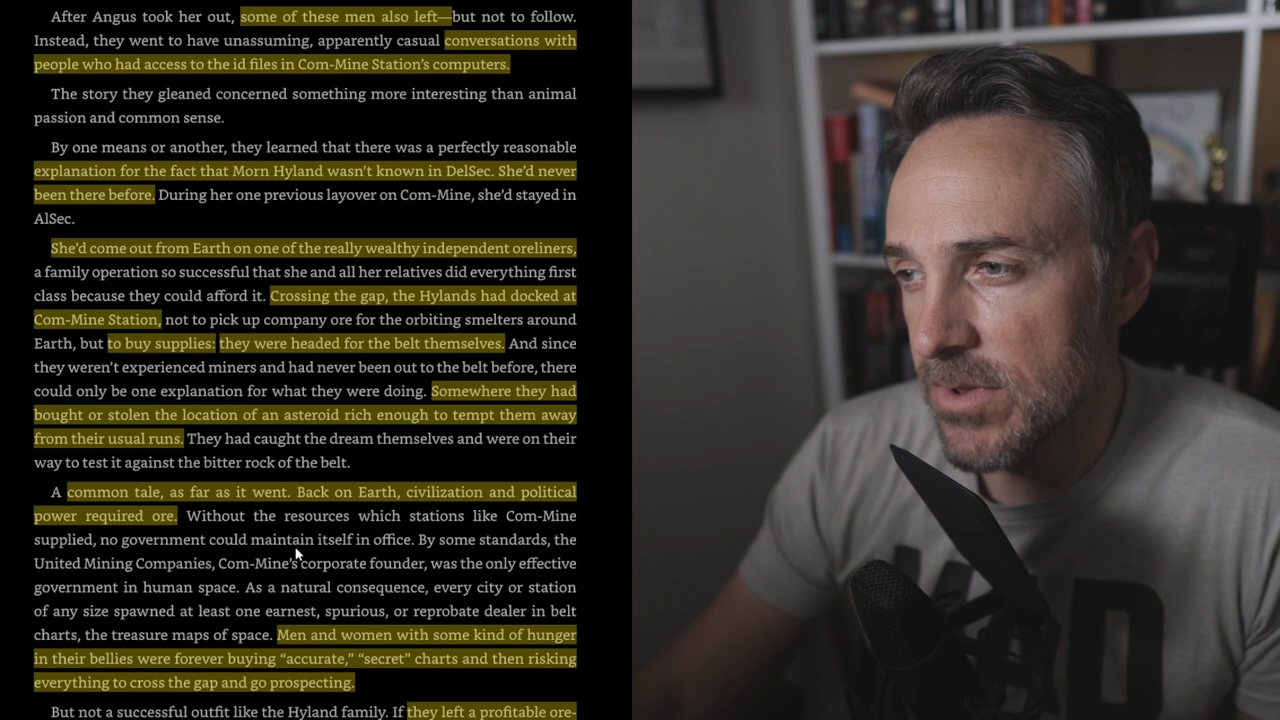 After Angus took her out, some of these men also left—but not to follow.
Instead, they went to have unassuming, apparently casual conversations with
people who had access to the id files in Com-Mine Station's computers.
The story they gleaned concerned something more interesting than animal
passion and common sense.
By one means or another, they learned that there was a perfectly reasonable
explanation for the fact that Morn Hyland wasn't known in DelSec. She'd never
been there before. During her one previous layover on Com-Mine, she'd stayed in
AlSec.
She'd come out from Earth on one of the really wealthy independent oreliners,
a family operation so successful that she and all her relatives did everything first
class because they could afford it. Crossing the gap, the Hylands had docked at
Com-Mine Station, not to pick up company ore for the orbiting smelters around
Earth, but to buy supplies: they were headed for the belt themselves. And since
they weren't experienced miners and had never been out to the belt before, there
could only be one explanation for what they were doing. Somewhere they had
bought or stolen the location of an asteroid rich enough to tempt them away
from their usual runs. They had caught the dream themselves and were on their
way to test it against the bitter rock of the belt.
A common tale, as far as it went. Back on Earth, civilization and political
power required ore. Without the resources which stations like Com-Mine
supplied, no government could maintain itself in office. By some standards, the
United Mining Companies, Com-Mine's corporate founder, was the only effective
government in human space. As a natural consequence, every city or station
of any size spawned at least one earnest, spurious, or reprobate dealer in belt
charts, the treasure maps of space. Men and women with some kind of hunger
in their bellies were forever buying “accurate,” “secret” charts and then risking
everything to cross the gap and go prospecting.
But not a successful outfit like the Hyland family. If they left a profitable ore-